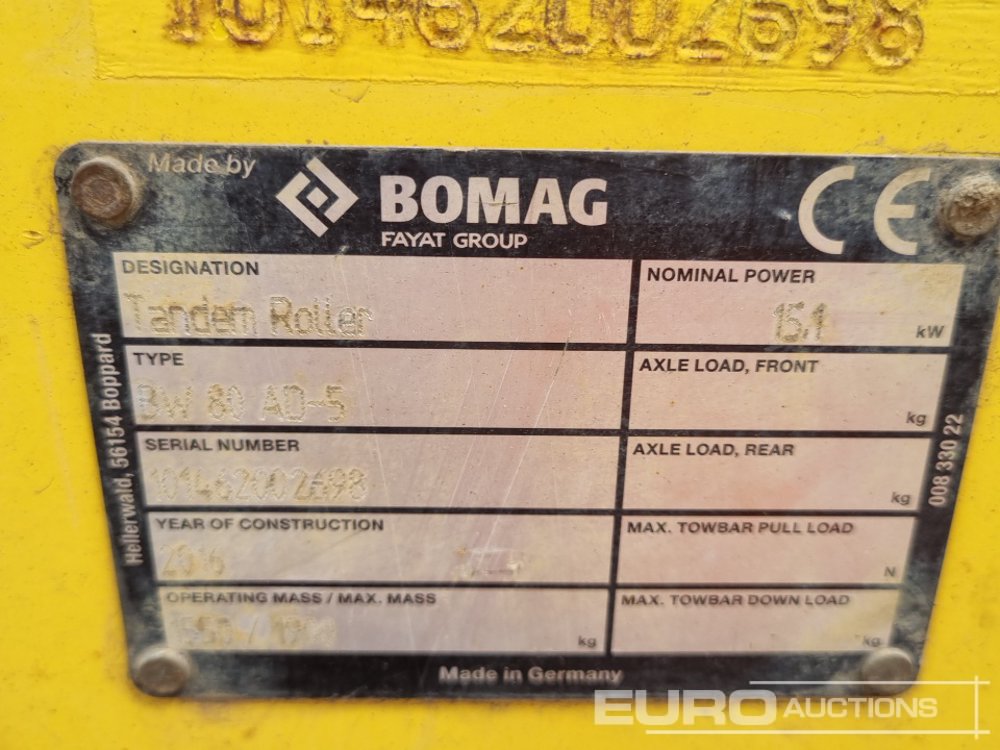 101462002698
Made by
BOMAG
FAYAT GROUP
CE
DESIGNATION
Tandem Roller
NOMINAL POWER
15,1 kW
TYPE
BW 80 AD-5
AXLE LOAD, FRONT
kg
SERIAL NUMBER
101462002698
AXLE LOAD, REAR
kg
YEAR OF CONSTRUCTION
2016
MAX. TOWBAR PULL LOAD
N
OPERATING MASS / MAX. MASS
kg
MAX. TOWBAR DOWN LOAD
kg
Made in Germany
Hellerwald, 56154 Boppard
008 330 22
EURO AUCTIONS